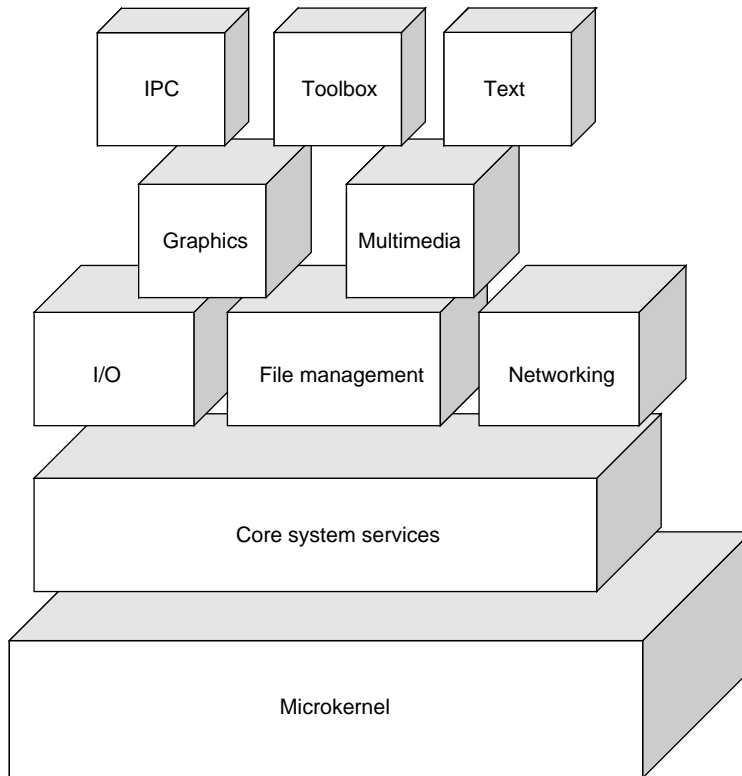 IPC
Toolbox
Text
Graphics
Multimedia
I/O
File management
Networking
Core system services
Microkernel